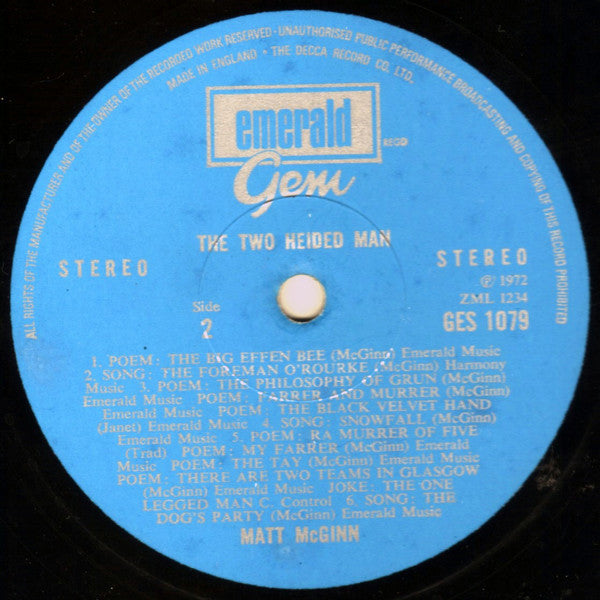 ALL RIGHTS OF THE MANUFACTURER AND OF THE OWNER OF THE RECORDED WORK RESERVED · UNAUTHORISED PUBLIC PERFORMANCE BROADCASTING AND COPYING OF THIS RECORD PROHIBITED
MADE IN ENGLAND · THE DECCA RECORD CO. LTD.
emerald
REGD
Gem
THE TWO HEIDED MAN
STEREO
STEREO
℗ 1972
ZML 1234
GES 1079
Side
2
1. POEM: THE BIG EFFEN BEE (McGinn) Emerald Music
2. SONG: THE FOREMAN O'ROURKE (McGinn) Harmony
Music 3. POEM: THE PHILOSOPHY OF GRUN (McGinn)
Emerald Music POEM: FARRER AND MURRER (McGinn)
Emerald Music POEM: THE BLACK VELVET HAND
(Janet) Emerald Music 4. SONG: SNOWFALL (McGinn)
Emerald Music 5. POEM: RA MURRER OF FIVE
(Trad) POEM: MY FARRER (McGinn) Emerald
Music POEM: THE TAY (McGinn) Emerald Music
POEM: THERE ARE TWO TEAMS IN GLASGOW
(McGinn) Emerald Music JOKE: THE ONE
LEGGED MAN C. Control 6. SONG: THE
DOG'S PARTY (McGinn) Emerald Music
MATT McGINN